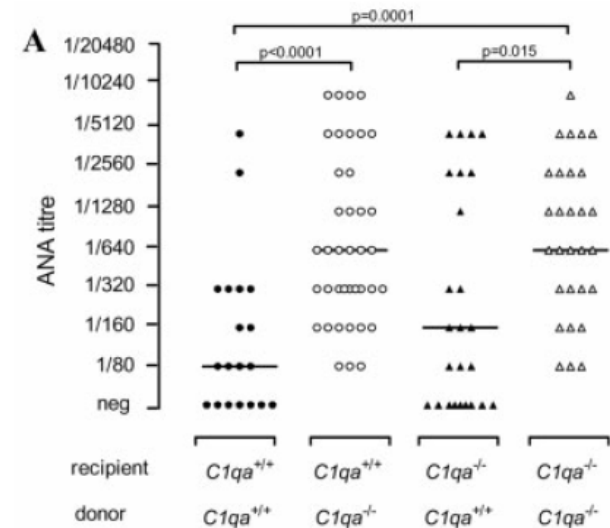 A
p=0.0001
p<0.0001
p=0.015
1/20480
1/10240
1/5120
1/2560
1/1280
1/640
1/320
1/160
1/80
neg
ANA titre
recipient C1qa+/+ C1qa+/+ C1qa-/- C1qa-/-
donor C1qa+/+ C1qa-/- C1qa+/+ C1qa-/-